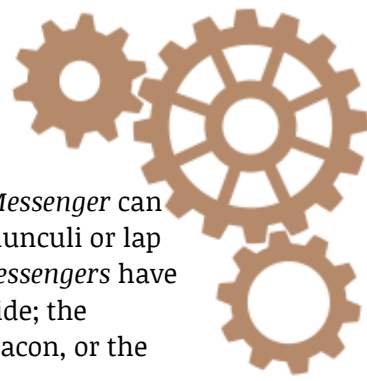 Messenger can
unculi or lap
essengers have
ide; the
acon, or the